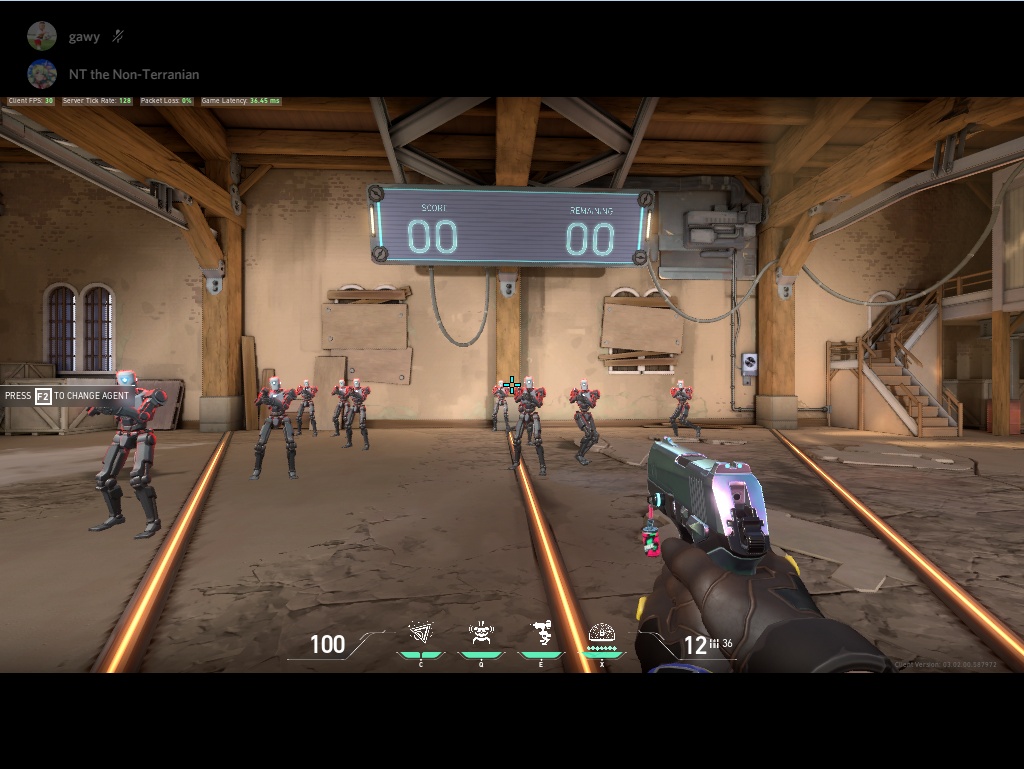 gawy
NT the Non-Terranian
Client FPS: 30 Server Tick Rate: 128 Packet Loss: 0% Game Latency: 36.45 ms
SCORE REMAINING
00 00
PRESS F2 TO CHANGE AGENT
100 12 36
C Q E X